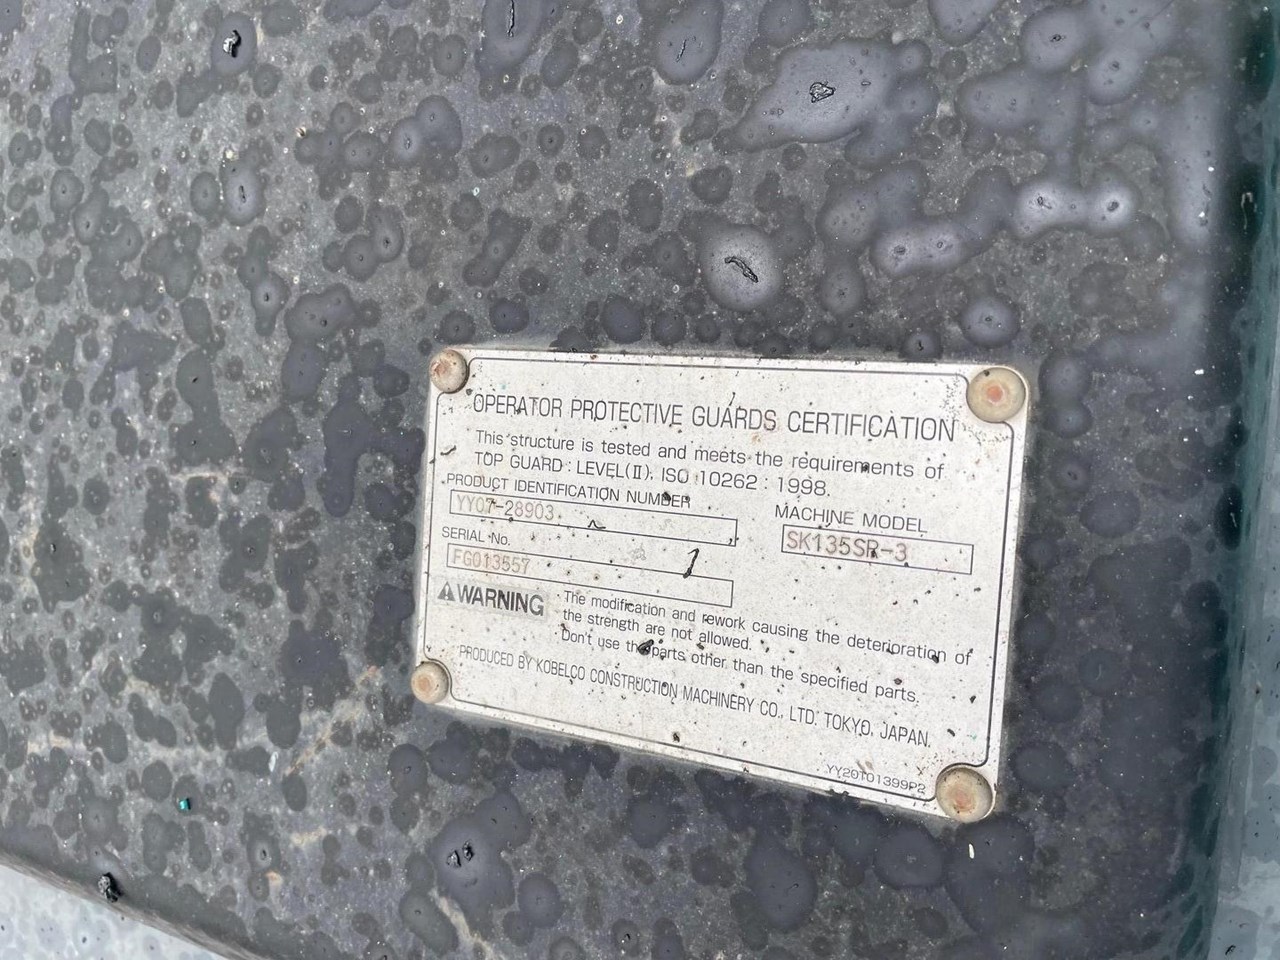 OPERATOR PROTECTIVE GUARDS CERTIFICATION
This structure is tested and meets the requirements of
TOP GUARD : LEVEL(II), ISO 10262 : 1998.
PRODUCT IDENTIFICATION NUMBER
YY07-28903
MACHINE MODEL
SK135SR-3
SERIAL No.
FG013557
WARNING
The modification and rework causing the deterioration of
the strength are not allowed.
Don't use the parts other than the specified parts.
PRODUCED BY KOBELCO CONSTRUCTION MACHINERY CO., LTD. TOKYO, JAPAN.
YY20T01399P2